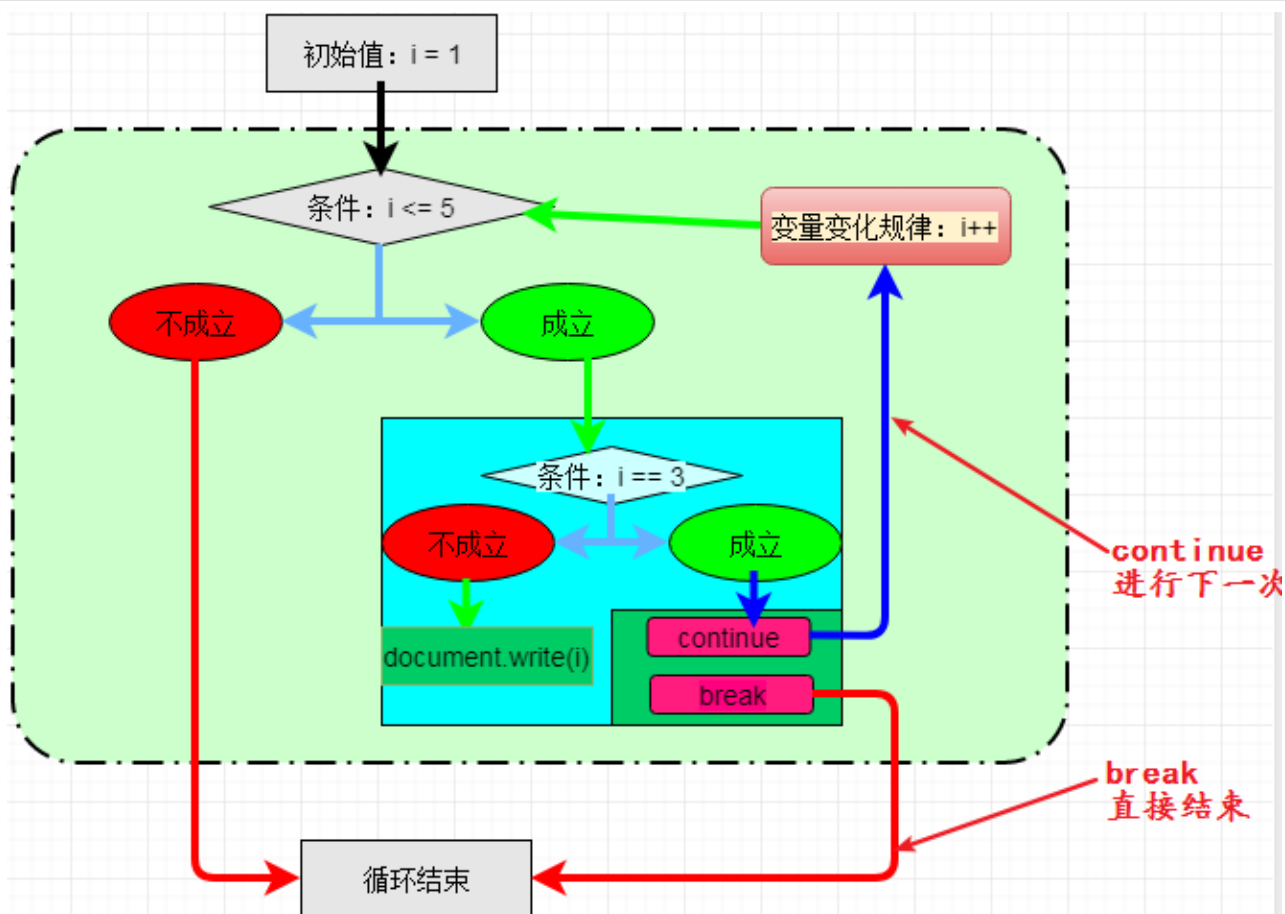 初始值：i = 1
条件：i <= 5
变量变化规律：i++
不成立
成立
条件：i == 3
不成立
成立
continue
进行下一次
continue
document.write(i)
break
break
直接结束
循环结束